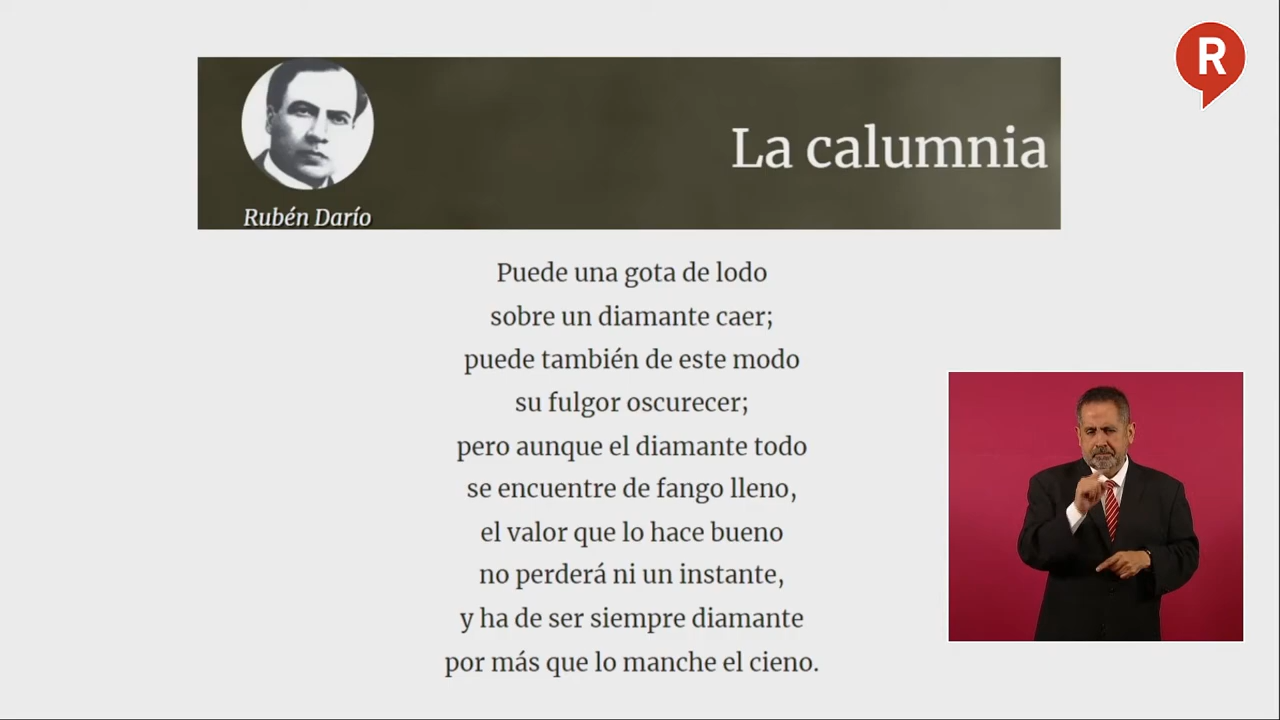 R
La calumnia
Rubén Darío
Puede una gota de lodo
sobre un diamante caer;
puede también de este modo
su fulgor oscurecer;
pero aunque el diamante todo
se encuentre de fango lleno,
el valor que lo hace bueno
no perderá ni un instante,
y ha de ser siempre diamante
por más que lo manche el cieno.